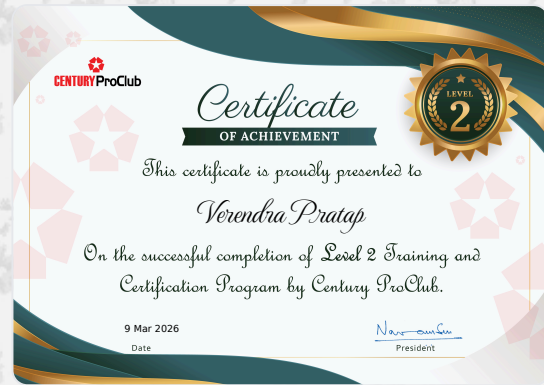 CENTURY ProClub
Certificate
OF ACHIEVEMENT
LEVEL
2
This certificate is proudly presented to
Verendra Pratap
On the successful completion of Level 2 Training and
Certification Program by Century ProClub.
9 Mar 2026
Date
President